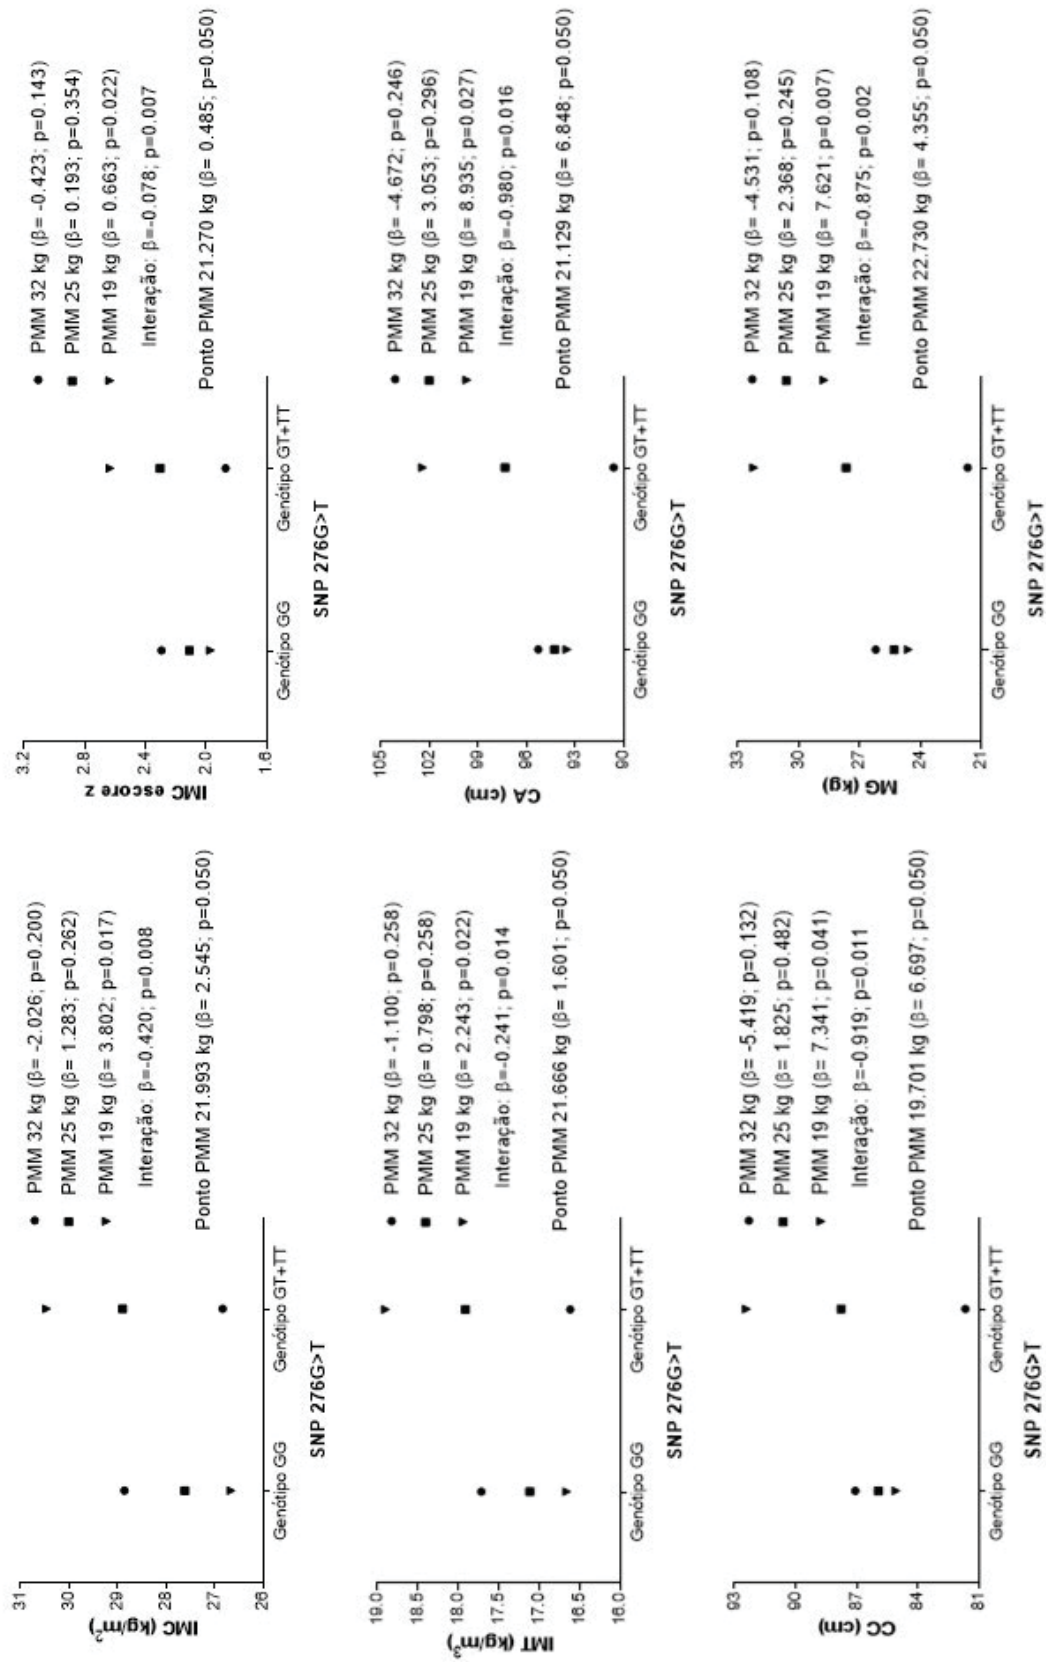 31
30
29
28
27
26
IMC (kg/m²)
Genótipo GG
Genótipo GT+TT
SNP 276G>T
PMM 32 kg (β= -2.026; p=0.200)
PMM 25 kg (β= 1.283; p=0.262)
PMM 19 kg (β= 3.802; p=0.017)
Interação: β=-0.420; p=0.008
Ponto PMM 21.993 kg (β= 2.545; p=0.050)
3.2
2.8
2.4
2.0
1.6
IMC escore z
Genótipo GG
Genótipo GT+TT
SNP 276G>T
PMM 32 kg (β= -0.423; p=0.143)
PMM 25 kg (β= 0.193; p=0.354)
PMM 19 kg (β= 0.663; p=0.022)
Interação: β=-0.078; p=0.007
Ponto PMM 21.270 kg (β= 0.485; p=0.050)
19.0
18.5
18.0
17.5
17.0
16.5
16.0
IMT (kg/m³)
Genótipo GG
Genótipo GT+TT
SNP 276G>T
PMM 32 kg (β= -1.100; p=0.258)
PMM 25 kg (β= 0.798; p=0.258)
PMM 19 kg (β= 2.243; p=0.022)
Interação: β=-0.241; p=0.014
Ponto PMM 21.666 kg (β= 1.601; p=0.050)
105
102
99
96
93
90
CA (cm)
Genótipo GG
Genótipo GT+TT
SNP 276G>T
PMM 32 kg (β= -4.672; p=0.246)
PMM 25 kg (β= 3.053; p=0.296)
PMM 19 kg (β= 8.935; p=0.027)
Interação: β=-0.980; p=0.016
Ponto PMM 21.129 kg (β= 6.848; p=0.050)
93
90
87
84
81
CC (cm)
Genótipo GG
Genótipo GT+TT
SNP 276G>T
PMM 32 kg (β= -5.419; p=0.132)
PMM 25 kg (β= 1.825; p=0.482)
PMM 19 kg (β= 7.341; p=0.041)
Interação: β=-0.919; p=0.011
Ponto PMM 19.701 kg (β= 6.697; p=0.050)
33
30
27
24
21
MG (kg)
Genótipo GG
Genótipo GT+TT
SNP 276G>T
PMM 32 kg (β= -4.531; p=0.108)
PMM 25 kg (β= 2.368; p=0.245)
PMM 19 kg (β= 7.621; p=0.007)
Interação: β=-0.875; p=0.002
Ponto PMM 22.730 kg (β= 4.355; p=0.050)